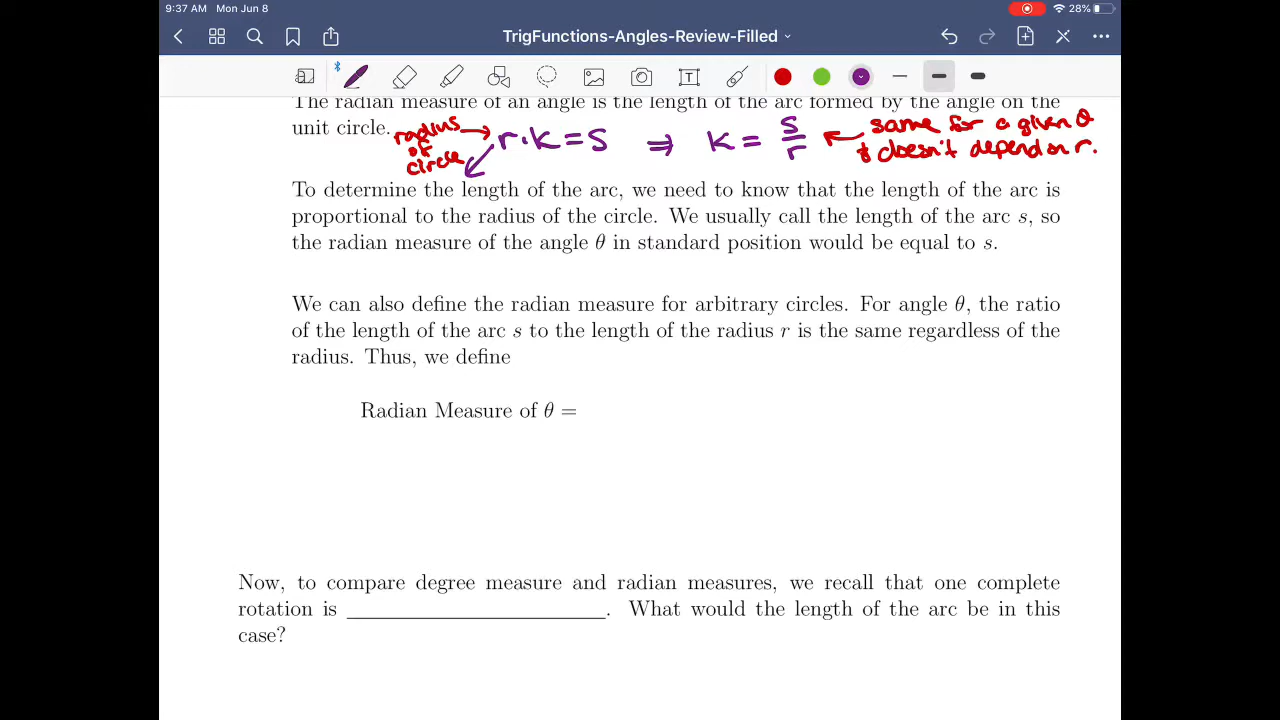 9:37 AM Mon Jun 8
28%
TrigFunctions-Angles-Review-Filled
The radian measure of an angle is the length of the arc formed by the angle on the
unit circle.
radius
of
circle
r·k=s ⇒ k = s/r
same for a given θ
& doesn't depend on r.
To determine the length of the arc, we need to know that the length of the arc is
proportional to the radius of the circle. We usually call the length of the arc s, so
the radian measure of the angle θ in standard position would be equal to s.
We can also define the radian measure for arbitrary circles. For angle θ, the ratio
of the length of the arc s to the length of the radius r is the same regardless of the
radius. Thus, we define
Radian Measure of θ =
Now, to compare degree measure and radian measures, we recall that one complete
rotation is ____________________. What would the length of the arc be in this
case?